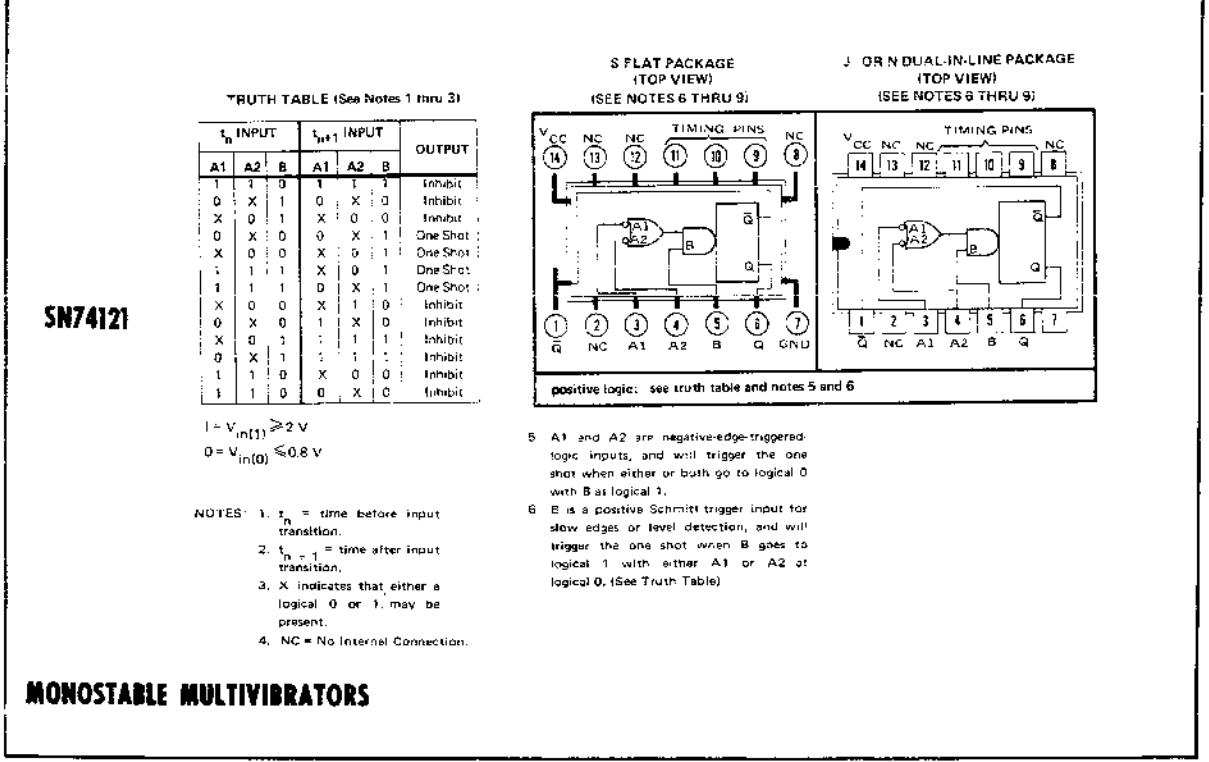 S FLAT PACKAGE
(TOP VIEW)
(SEE NOTES 6 THRU 9)
J OR N DUAL-IN-LINE PACKAGE
(TOP VIEW)
(SEE NOTES 6 THRU 9)
TRUTH TABLE (See Notes 1 thru 3)
tn INPUT tn+1 INPUT OUTPUT
A1 A2 B A1 A2 B
1 1 0 1 1 1 Inhibit
0 X 1 0 X 0 Inhibit
X 0 1 X 0 0 Inhibit
0 X 0 0 X 1 One Shot
X 0 0 X 0 1 One Shot
1 1 1 X 0 1 One Shot
1 1 1 0 X 1 One Shot
X 0 0 X 1 0 Inhibit
0 X 0 1 X 0 Inhibit
X 0 1 1 1 1 Inhibit
0 X 1 1 1 1 Inhibit
1 1 0 X 0 0 Inhibit
1 1 0 0 X 0 Inhibit
1 = Vin(1) ≥ 2 V
0 = Vin(0) ≤ 0.8 V
VCC NC NC TIMING PINS NC
14 13 12 11 10 9 8
A1
A2
B
Q̅
Q
1 2 3 4 5 6 7
Q̅ NC A1 A2 B Q GND
VCC NC NC TIMING PINS NC
14 13 12 11 10 9 8
A1
A2
B
Q̅
Q
1 2 3 4 5 6 7
Q̅ NC A1 A2 B Q
positive logic: see truth table and notes 5 and 6
SN74121
NOTES: 1. tn = time before input
transition.
2. tn + 1 = time after input
transition.
3. X indicates that either a
logical 0 or 1 may be
present.
4. NC = No Internal Connection.
5 A1 and A2 are negative-edge-triggered-
logic inputs, and will trigger the one
shot when either or both go to logical 0
with B at logical 1.
6 B is a positive Schmitt trigger input for
slow edges or level detection, and will
trigger the one shot when B goes to
logical 1 with either A1 or A2 at
logical 0. (See Truth Table)
MONOSTABLE MULTIVIBRATORS